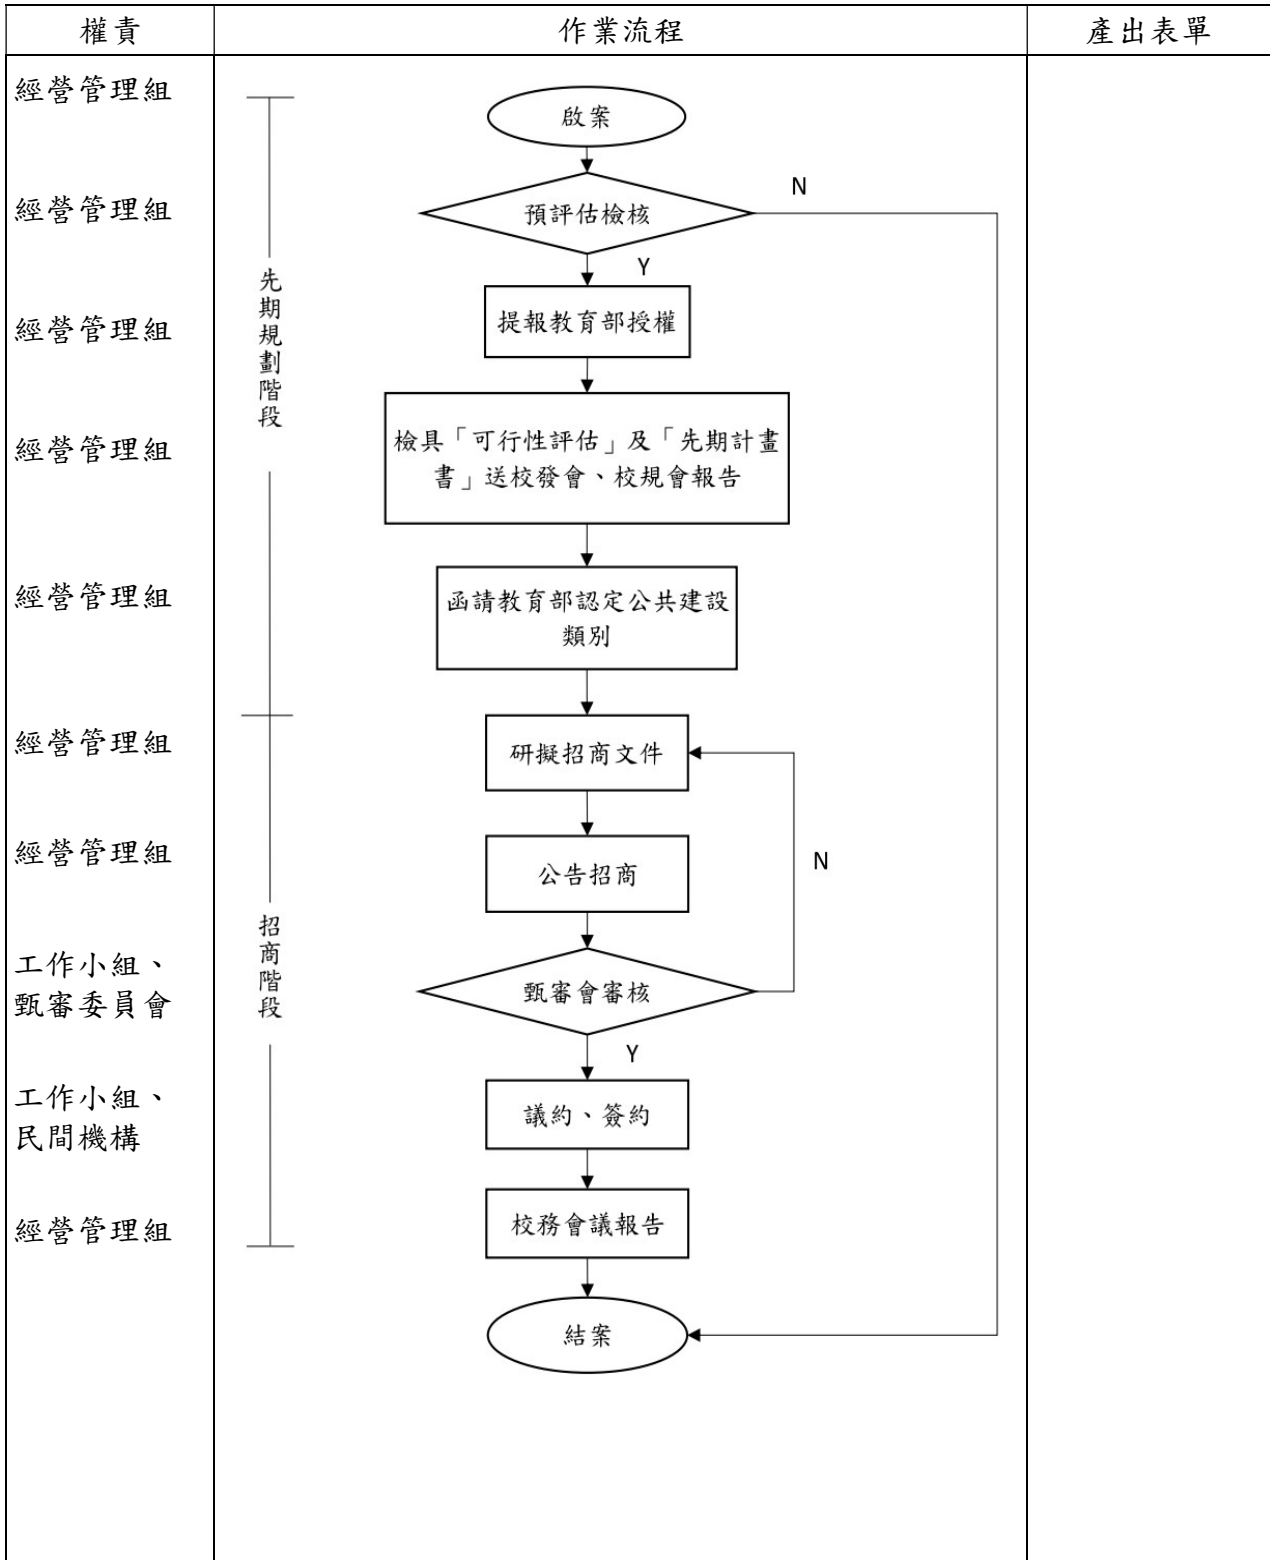 權責
作業流程
產出表單
經營管理組
啟案
經營管理組
預評估檢核
N
Y
先期規劃階段
經營管理組
提報教育部授權
經營管理組
檢具「可行性評估」及「先期計畫
書」送校發會、校規會報告
經營管理組
函請教育部認定公共建設
類別
經營管理組
研擬招商文件
經營管理組
公告招商
N
招商階段
工作小組、
甄審委員會
甄審會審核
Y
工作小組、
民間機構
議約、簽約
經營管理組
校務會議報告
結案